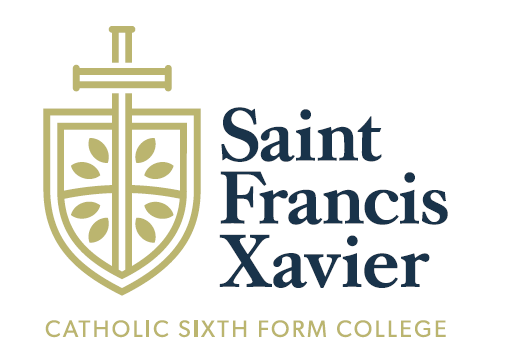 Saint
Francis
Xavier
CATHOLIC SIXTH FORM COLLEGE